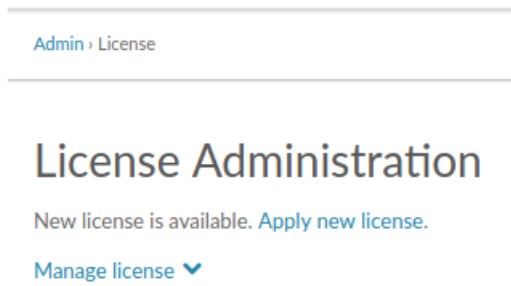 Admin › License
License Administration
New license is available. Apply new license.
Manage license